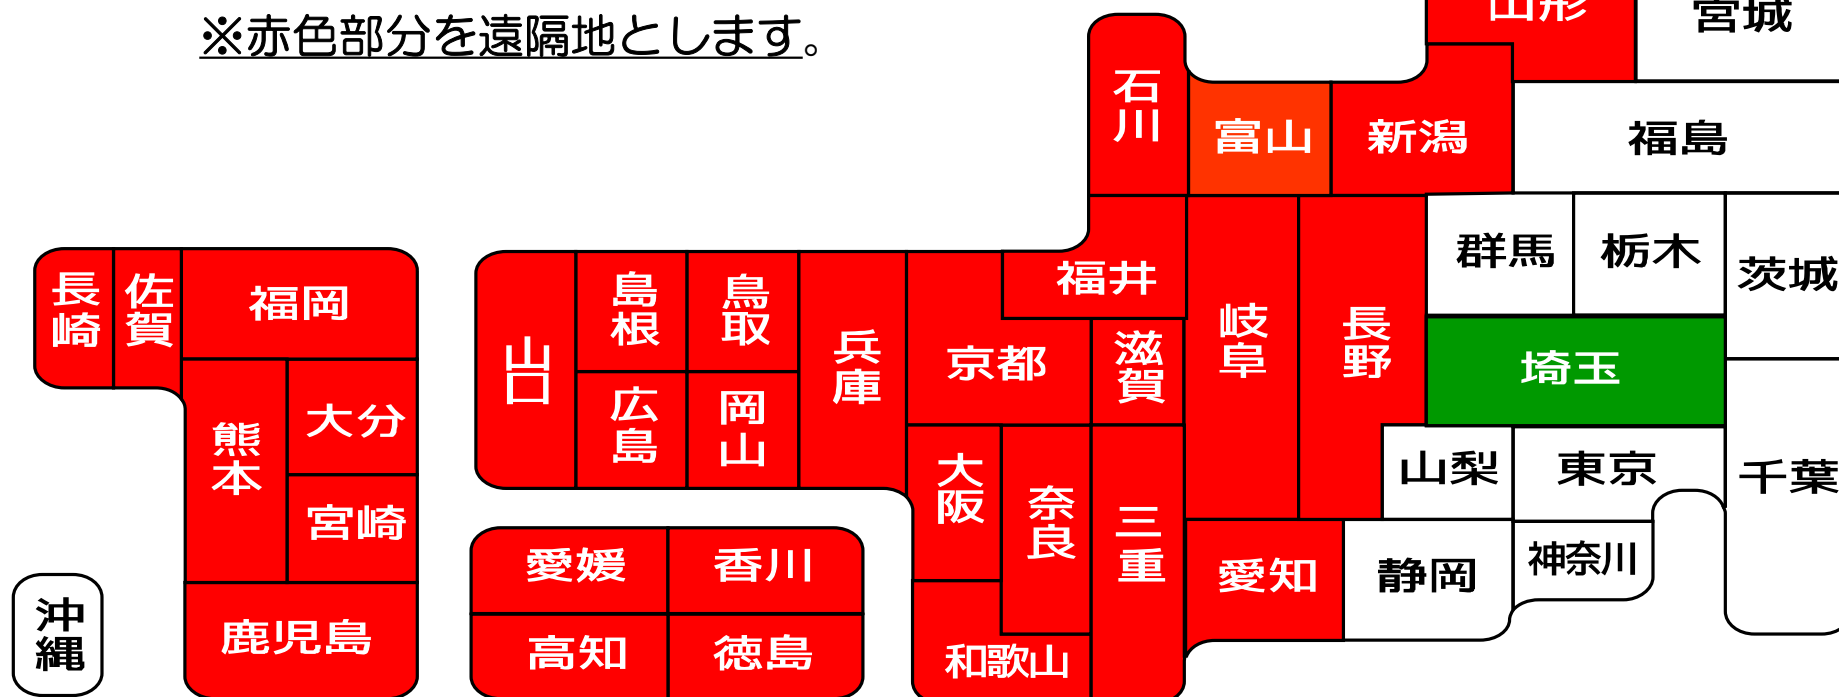 ※赤色部分を遠隔地とします。
山形
宮城
石川
富山
新潟
福島
群馬
栃木
茨城
長崎
佐賀
福岡
山口
島根
鳥取
兵庫
京都
福井
滋賀
岐阜
長野
埼玉
広島
岡山
熊本
大分
宮崎
鹿児島
沖縄
愛媛
香川
高知
徳島
大阪
奈良
和歌山
三重
愛知
静岡
山梨
東京
神奈川
千葉